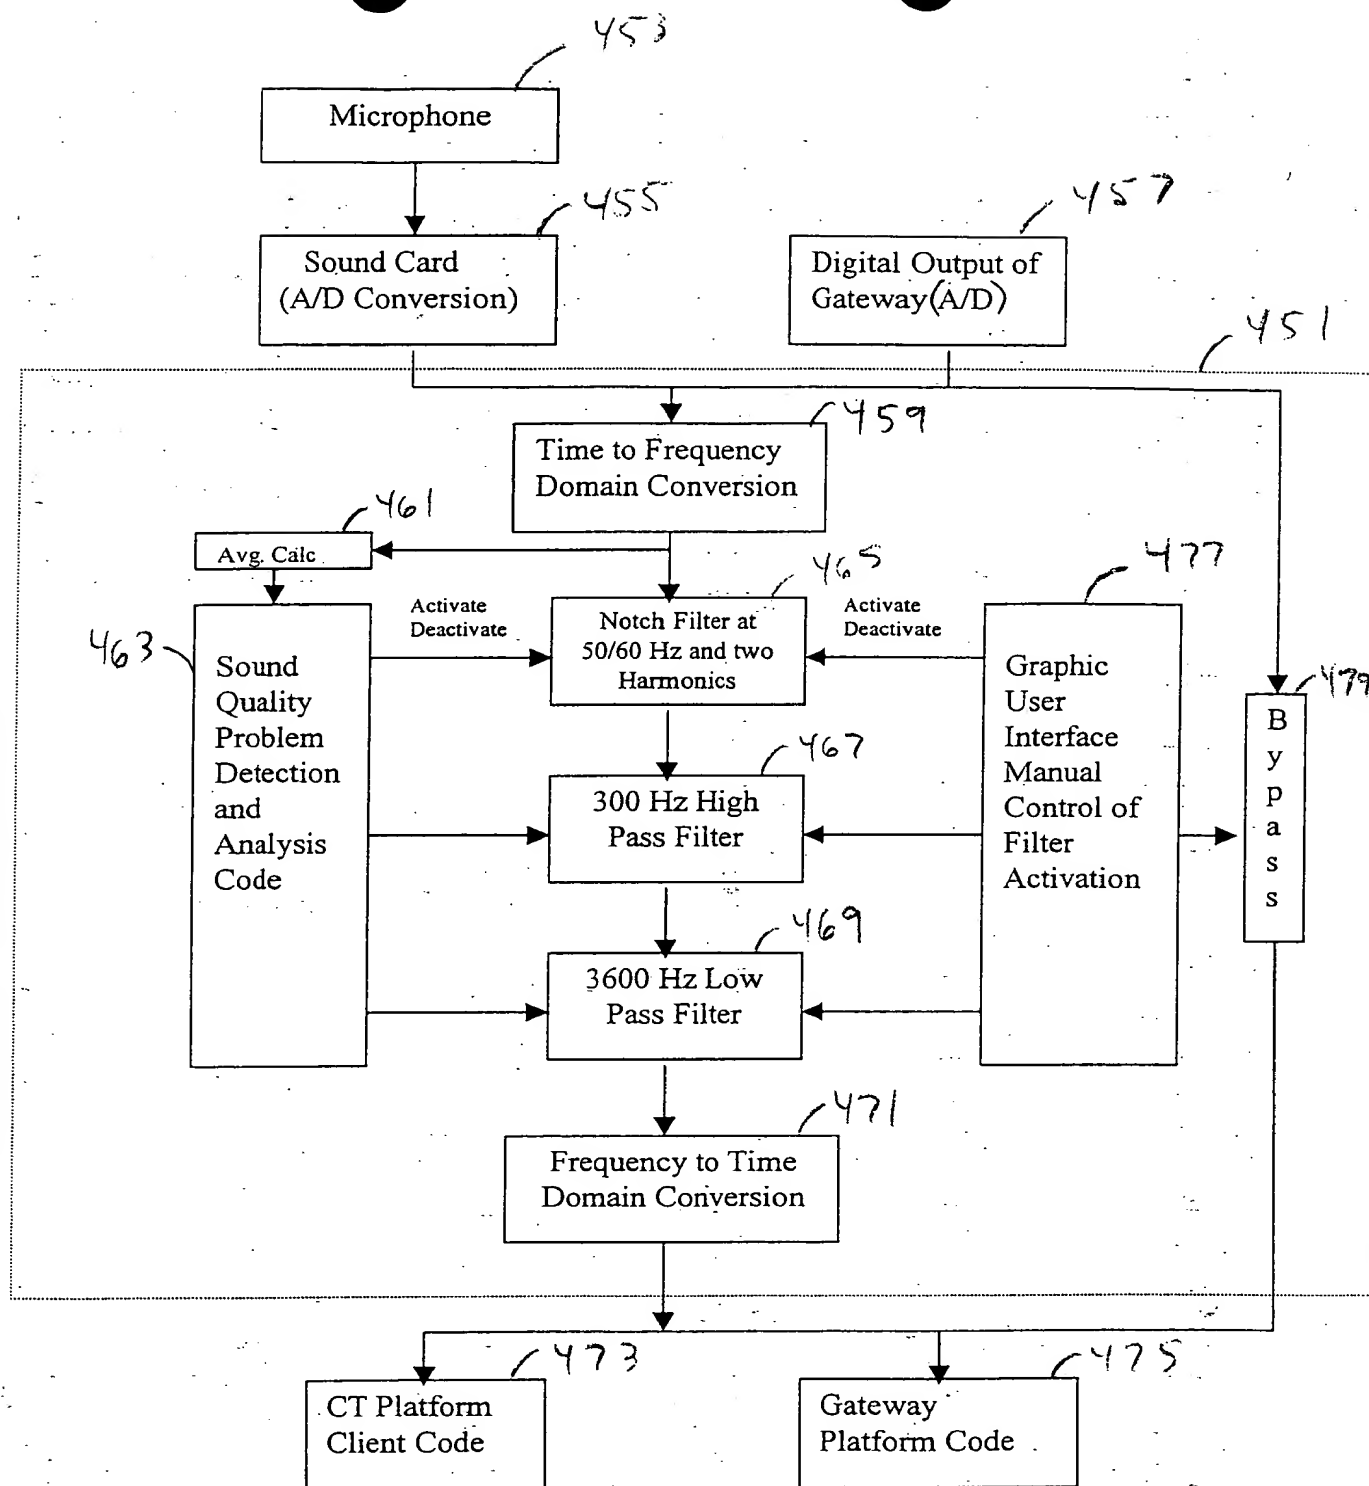 453
Microphone
455
457
Sound Card
(A/D Conversion)
Digital Output of
Gateway(A/D)
451
459
Time to Frequency
Domain Conversion
461
Avg. Calc
465
477
463
Activate
Deactivate
Notch Filter at
50/60 Hz and two
Harmonics
Activate
Deactivate
479
Sound
Quality
Problem
Detection
and
Analysis
Code
Graphic
User
Interface
Manual
Control of
Filter
Activation
B
y
p
a
s
s
467
300 Hz High
Pass Filter
469
3600 Hz Low
Pass Filter
471
Frequency to Time
Domain Conversion
473
475
CT Platform
Client Code
Gateway
Platform Code